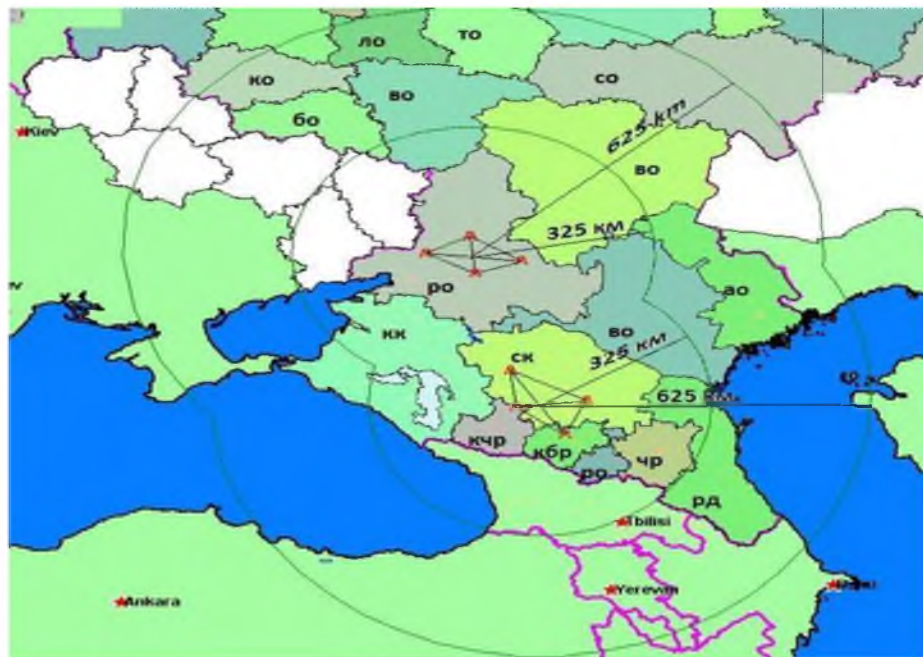 ло
то
ко
во
со
бо
625 km
Kiev
во
325 км
ро
ао
кк
во
ск
325 км
625 км
кчр
кбр
ро
чр
рд
Tbilisi
Ankara
Yerevan